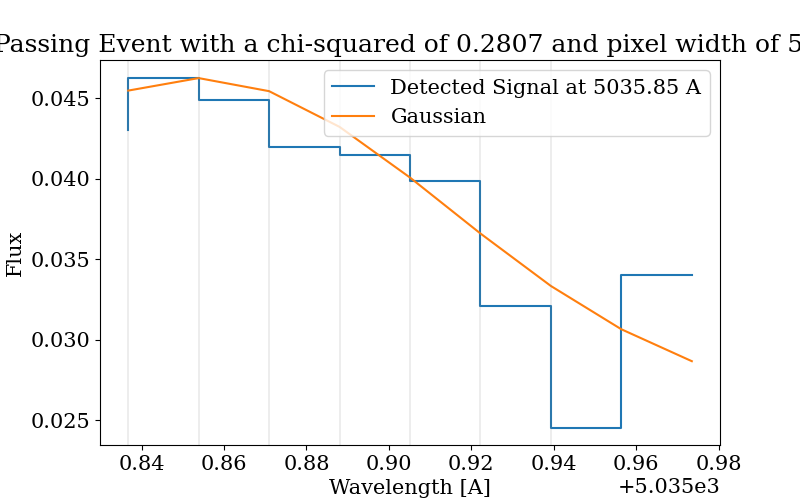 Passing Event with a chi-squared of 0.2807 and pixel width of 5
Detected Signal at 5035.85 A
Gaussian
Flux
0.045
0.040
0.035
0.030
0.025
0.84 0.86 0.88 0.90 0.92 0.94 0.96 0.98
Wavelength [A]
+5.035e3